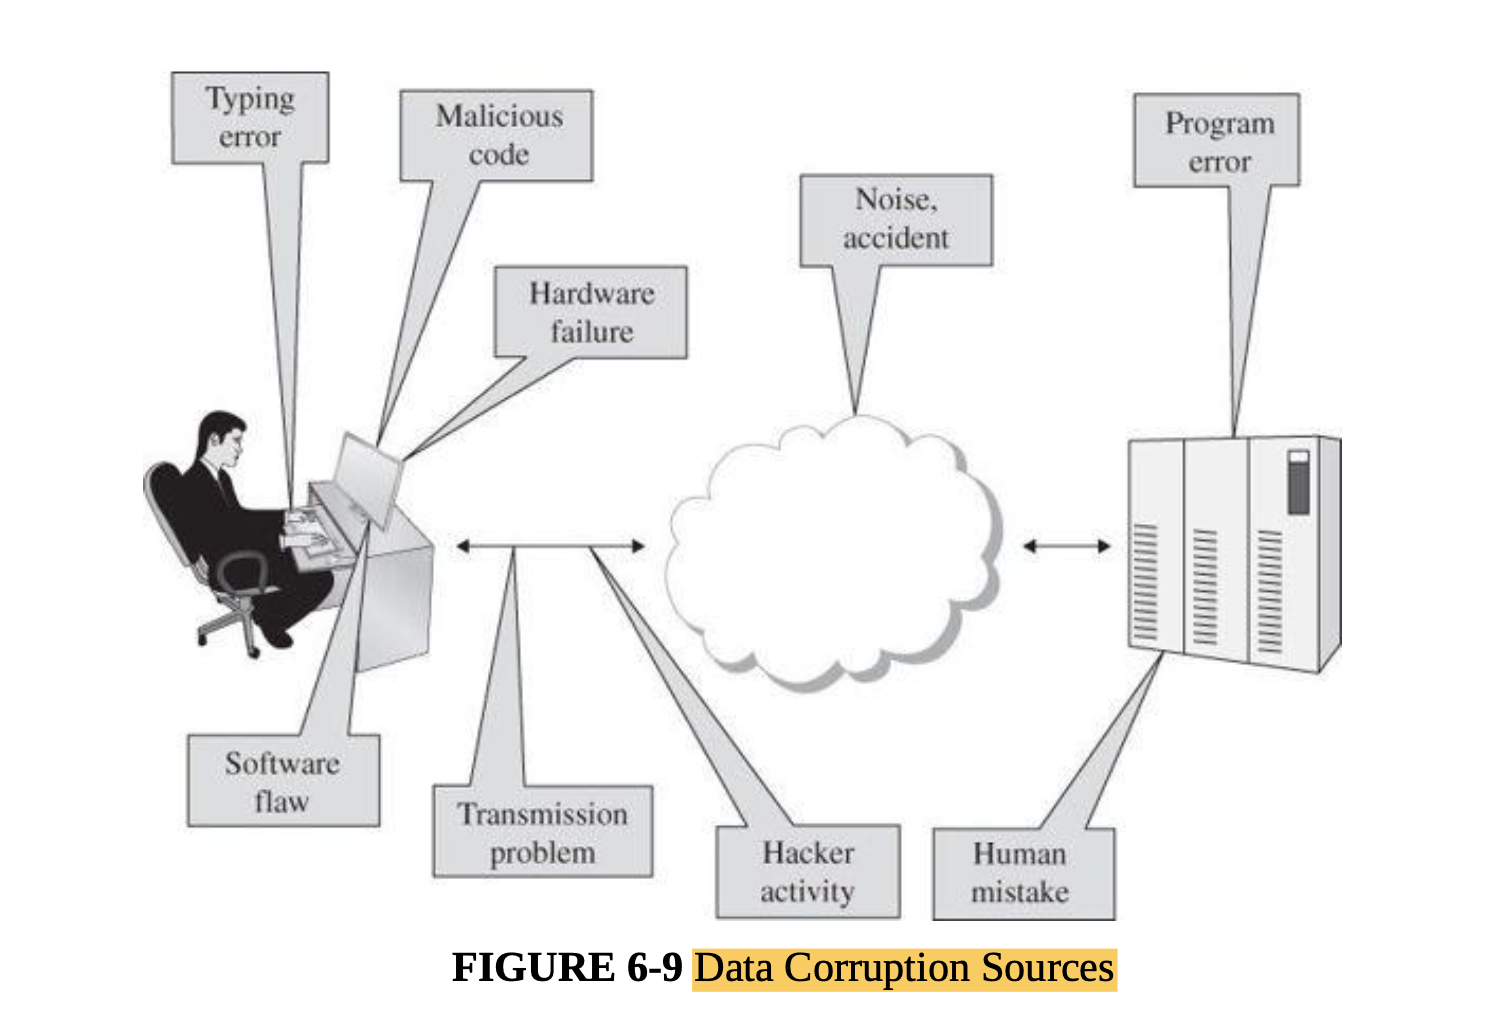 Typing
error
Malicious
code
Program
error
Noise,
accident
Hardware
failure
Software
flaw
Transmission
problem
Hacker
activity
Human
mistake
FIGURE 6-9 Data Corruption Sources